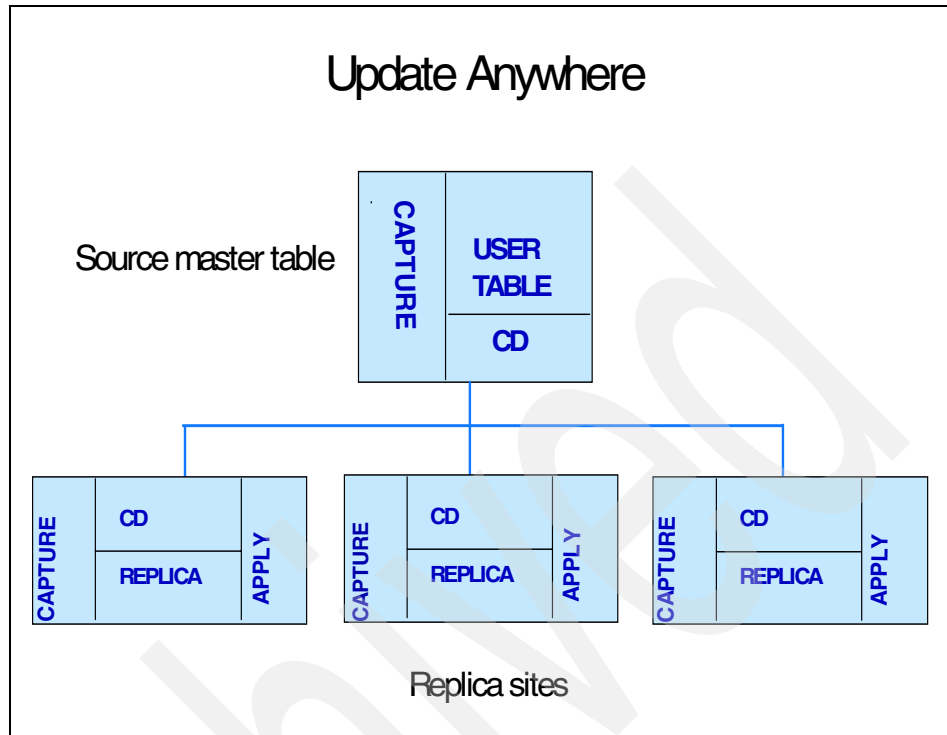 Update Anywhere
Source master table
CAPTURE
USER
TABLE
CD
CAPTURE
CD
REPLICA
APPLY
CAPTURE
CD
REPLICA
APPLY
CAPTURE
CD
REPLICA
APPLY
Replica sites